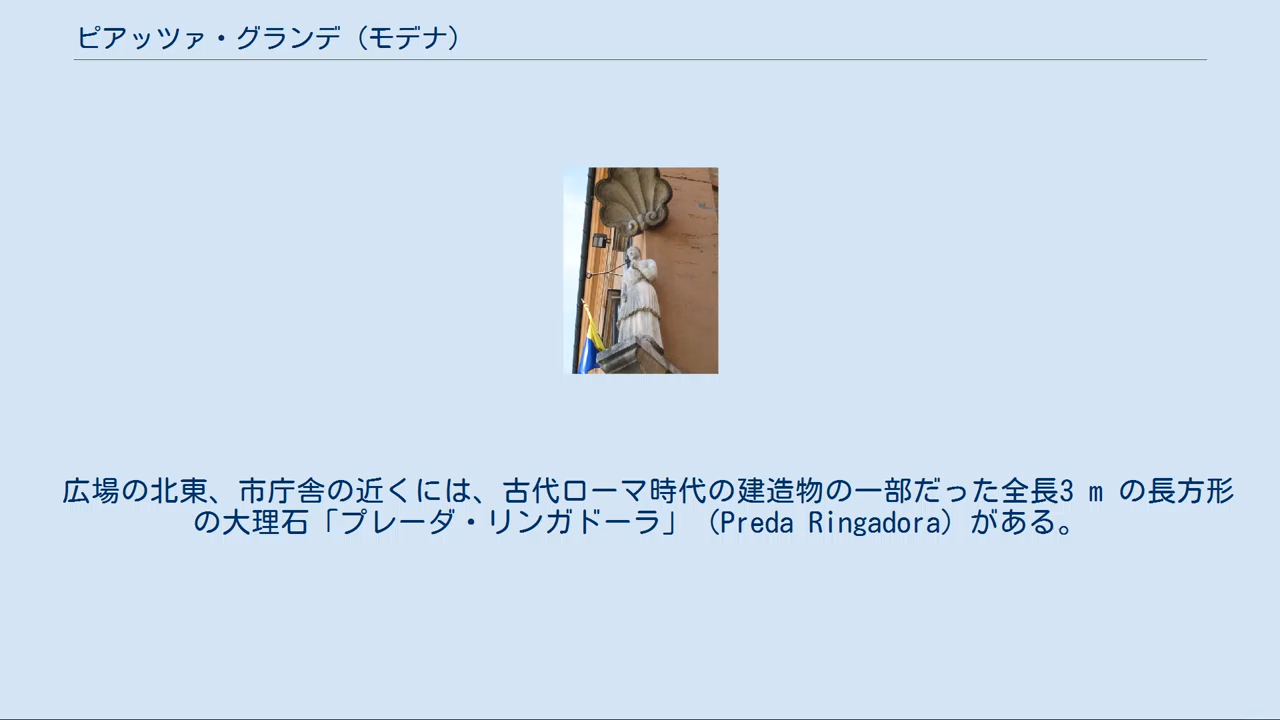 ピアッツァ・グランデ（モデナ）
広場の北東、市庁舎の近くには、古代ローマ時代の建造物の一部だった全長3 m の長方形
の大理石「プレーダ・リンガドーラ」（Preda Ringadora）がある。